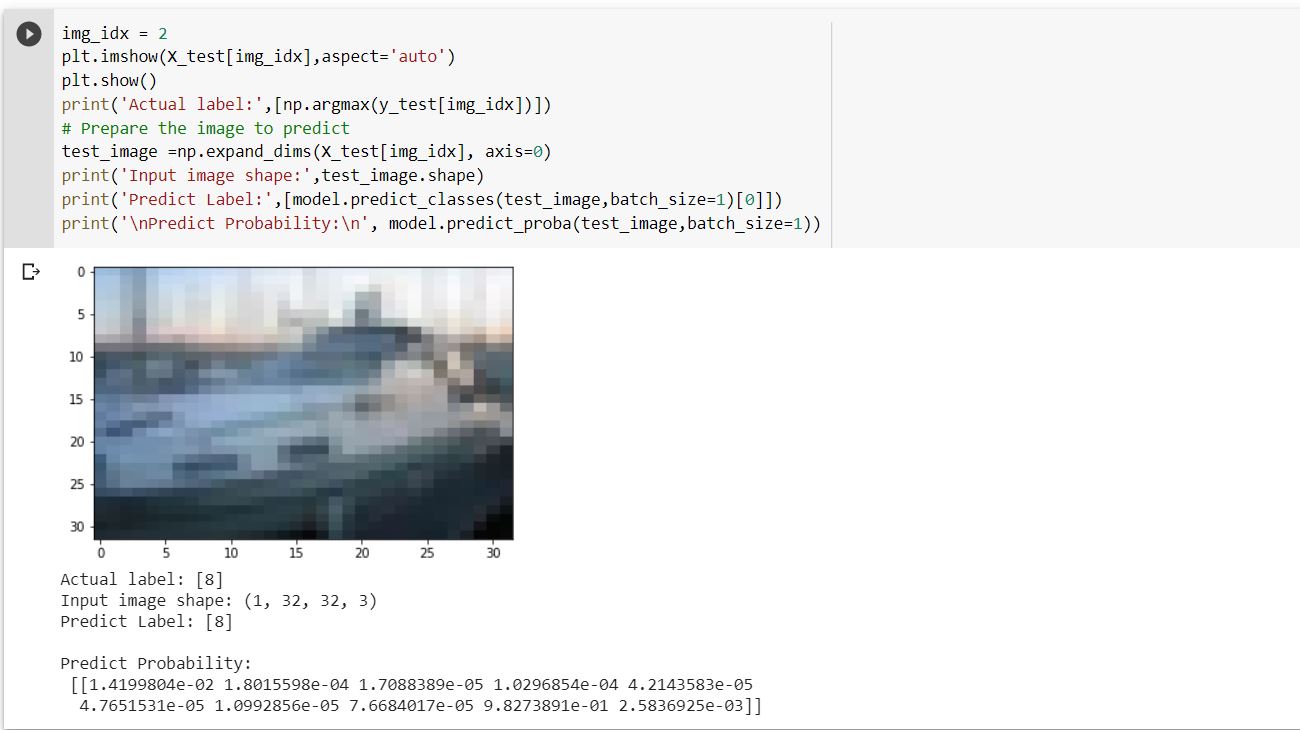 img_idx = 2
plt.imshow(X_test[img_idx],aspect='auto')
plt.show()
print('Actual label:',[np.argmax(y_test[img_idx])])
# Prepare the image to predict
test_image =np.expand_dims(X_test[img_idx], axis=0)
print('Input image shape:',test_image.shape)
print('Predict Label:',[model.predict_classes(test_image,batch_size=1)[0]])
print('\nPredict Probability:\n', model.predict_proba(test_image,batch_size=1))
0
5
10
15
20
25
30
0 5 10 15 20 25 30
Actual label: [8]
Input image shape: (1, 32, 32, 3)
Predict Label: [8]
Predict Probability:
[[1.4199804e-02 1.8015598e-04 1.7088389e-05 1.0296854e-04 4.2143583e-05
4.7651531e-05 1.0992856e-05 7.6684017e-05 9.8273891e-01 2.5836925e-03]]